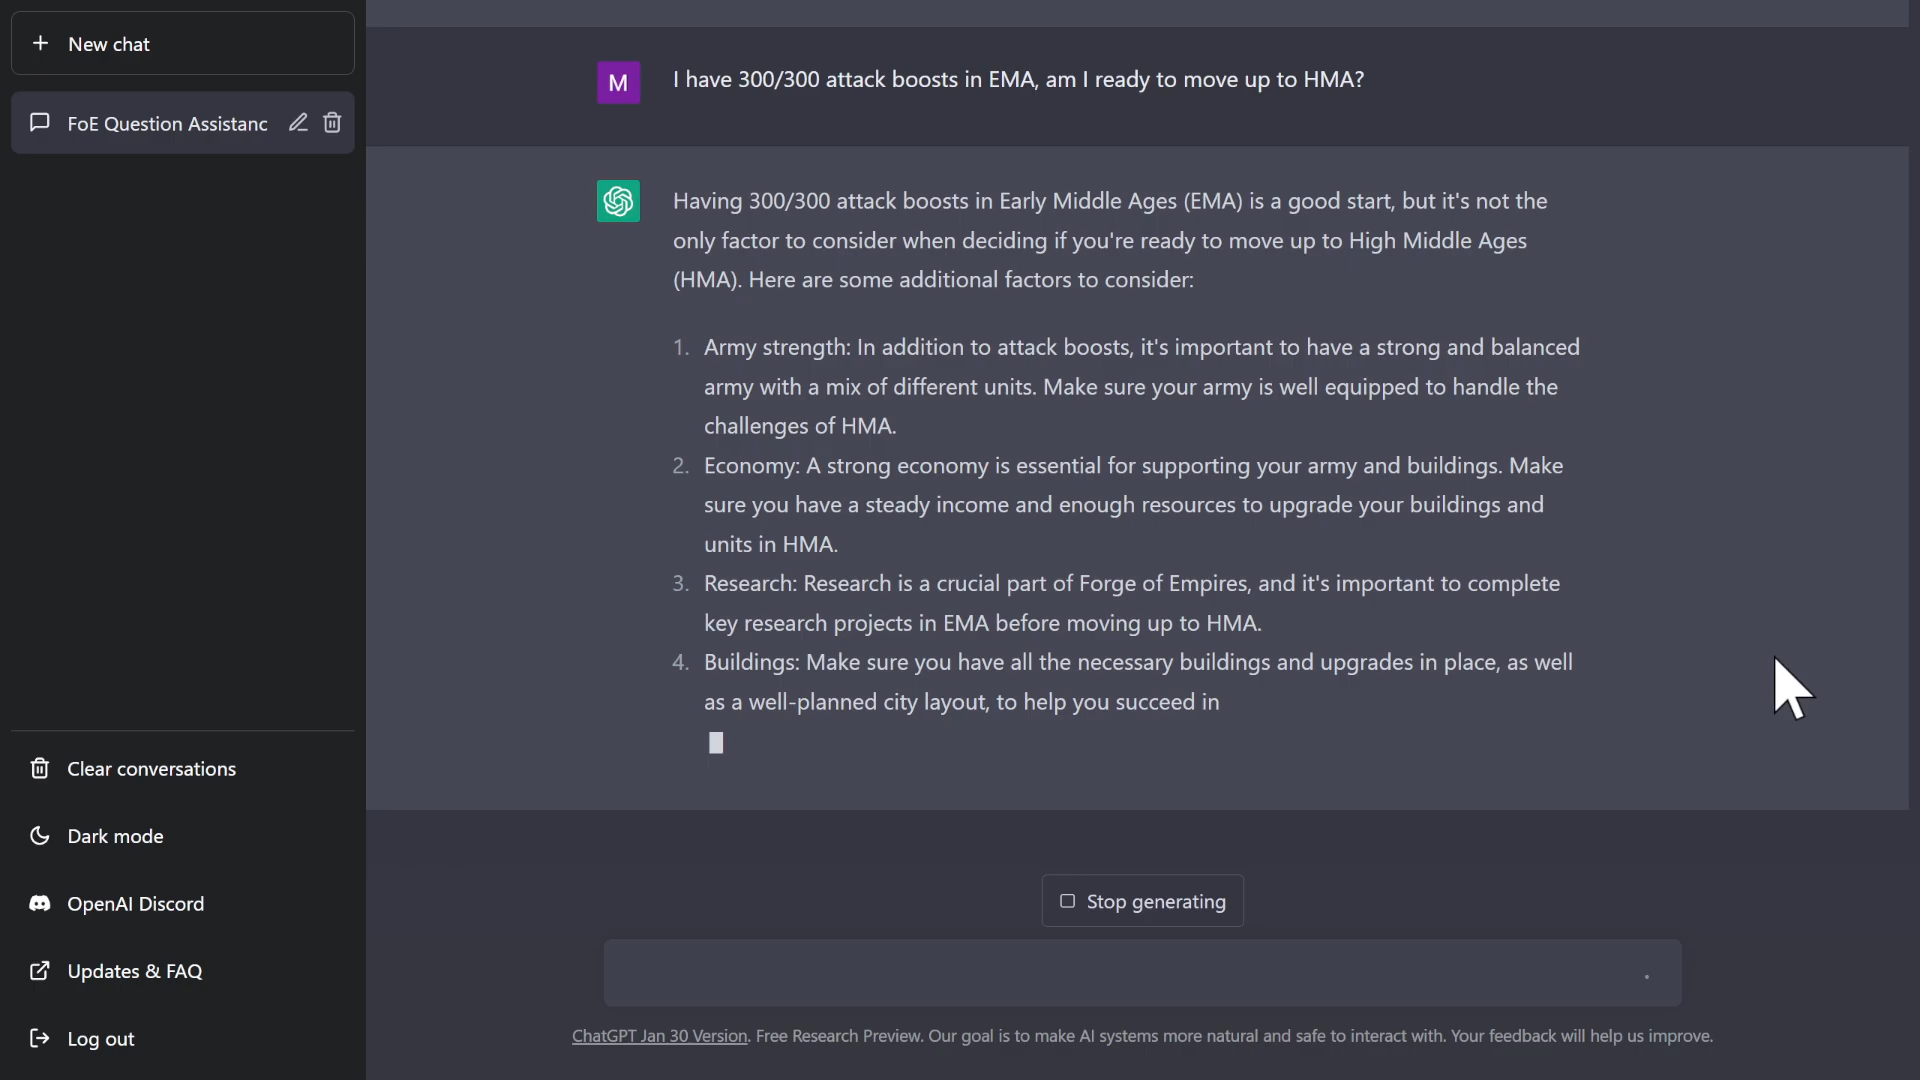 New chat
FoE Question Assistanc
M
I have 300/300 attack boosts in EMA, am I ready to move up to HMA?
Having 300/300 attack boosts in Early Middle Ages (EMA) is a good start, but it's not the
only factor to consider when deciding if you're ready to move up to High Middle Ages
(HMA). Here are some additional factors to consider:
1. Army strength: In addition to attack boosts, it's important to have a strong and balanced
army with a mix of different units. Make sure your army is well equipped to handle the
challenges of HMA.
2. Economy: A strong economy is essential for supporting your army and buildings. Make
sure you have a steady income and enough resources to upgrade your buildings and
units in HMA.
3. Research: Research is a crucial part of Forge of Empires, and it's important to complete
key research projects in EMA before moving up to HMA.
4. Buildings: Make sure you have all the necessary buildings and upgrades in place, as well
as a well-planned city layout, to help you succeed in
Clear conversations
Dark mode
OpenAI Discord
Updates & FAQ
Log out
Stop generating
ChatGPT Jan 30 Version. Free Research Preview. Our goal is to make AI systems more natural and safe to interact with. Your feedback will help us improve.